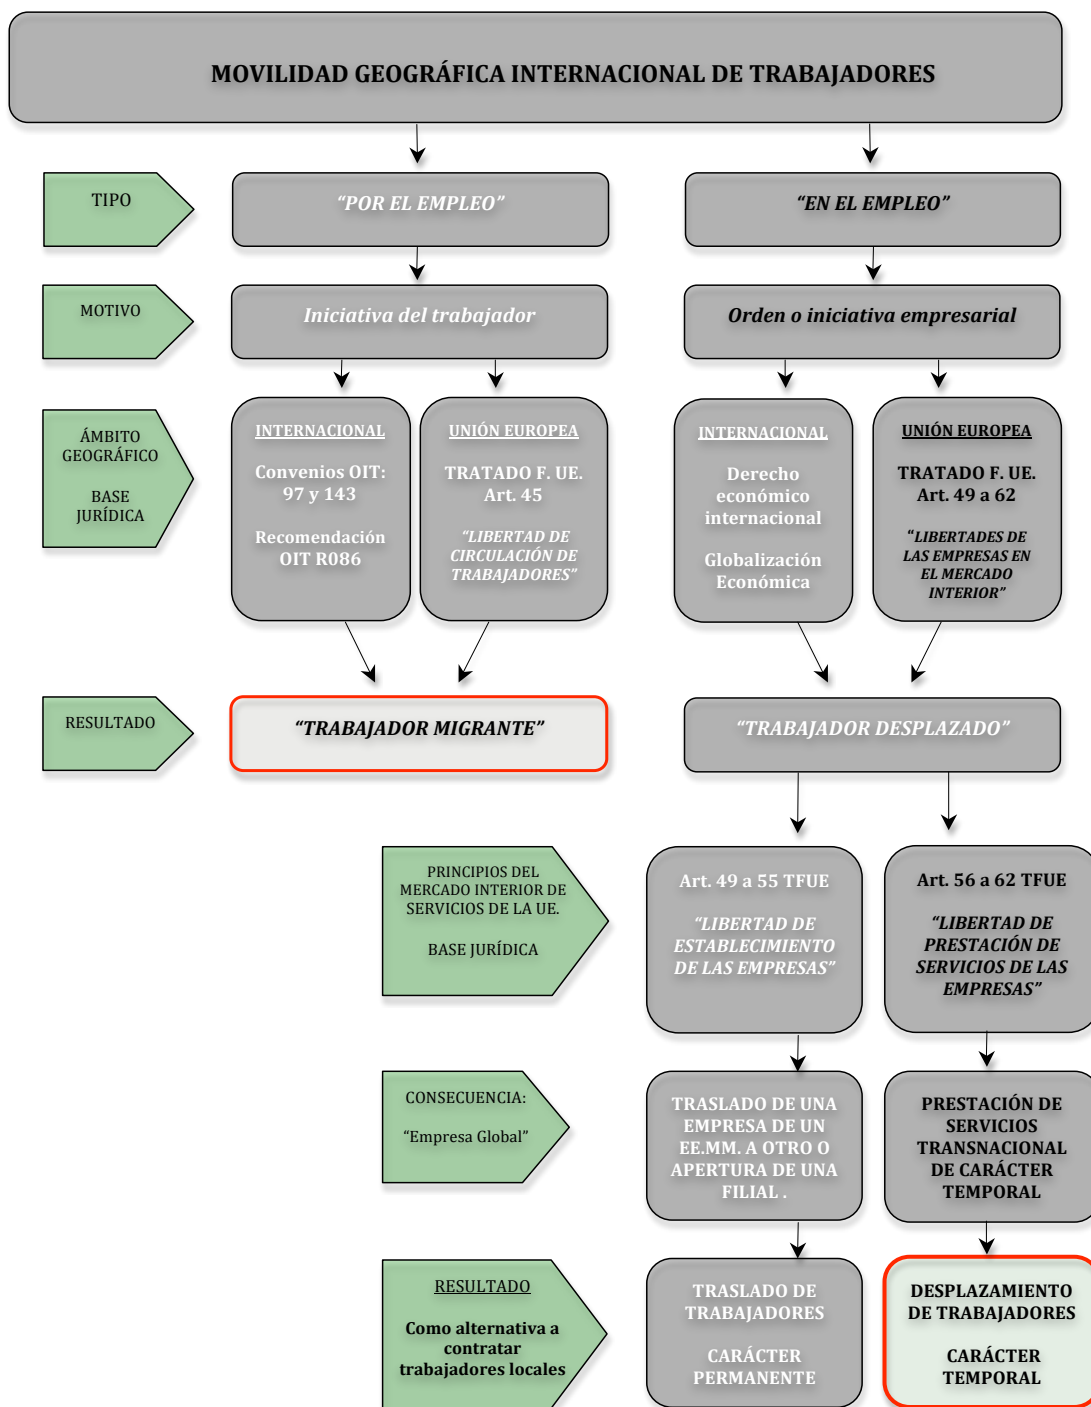 MOVILIDAD GEOGRÁFICA INTERNACIONAL DE TRABAJADORES
TIPO
“POR EL EMPLEO”
“EN EL EMPLEO”
MOTIVO
Iniciativa del trabajador
Orden o iniciativa empresarial
ÁMBITO
GEOGRÁFICO
BASE
JURÍDICA
INTERNACIONAL
Convenios OIT:
97 y 143
Recomendación
OIT R086
UNIÓN EUROPEA
TRATADO F. UE.
Art. 45
“LIBERTAD DE
CIRCULACIÓN DE
TRABAJADORES”
INTERNACIONAL
Derecho
económico
internacional
Globalización
Económica
UNIÓN EUROPEA
TRATADO F. UE.
Art. 49 a 62
“LIBERTADES DE
LAS EMPRESAS EN
EL MERCADO
INTERIOR”
RESULTADO
“TRABAJADOR MIGRANTE”
“TRABAJADOR DESPLAZADO”
PRINCIPIOS DEL
MERCADO INTERIOR DE
SERVICIOS DE LA UE.
BASE JURÍDICA
Art. 49 a 55 TFUE
“LIBERTAD DE
ESTABLECIMIENTO
DE LAS EMPRESAS”
Art. 56 a 62 TFUE
“LIBERTAD DE
PRESTACIÓN DE
SERVICIOS DE LAS
EMPRESAS”
CONSECUENCIA:
“Empresa Global”
TRASLADO DE UNA
EMPRESA DE UN
EE.MM. A OTRO O
APERTURA DE UNA
FILIAL .
PRESTACIÓN DE
SERVICIOS
TRANSNACIONAL
DE CARÁCTER
TEMPORAL
RESULTADO
Como alternativa a
contratar
trabajadores locales
TRASLADO DE
TRABAJADORES
CARÁCTER
PERMANENTE
DESPLAZAMIENTO
DE TRABAJADORES
CARÁCTER
TEMPORAL